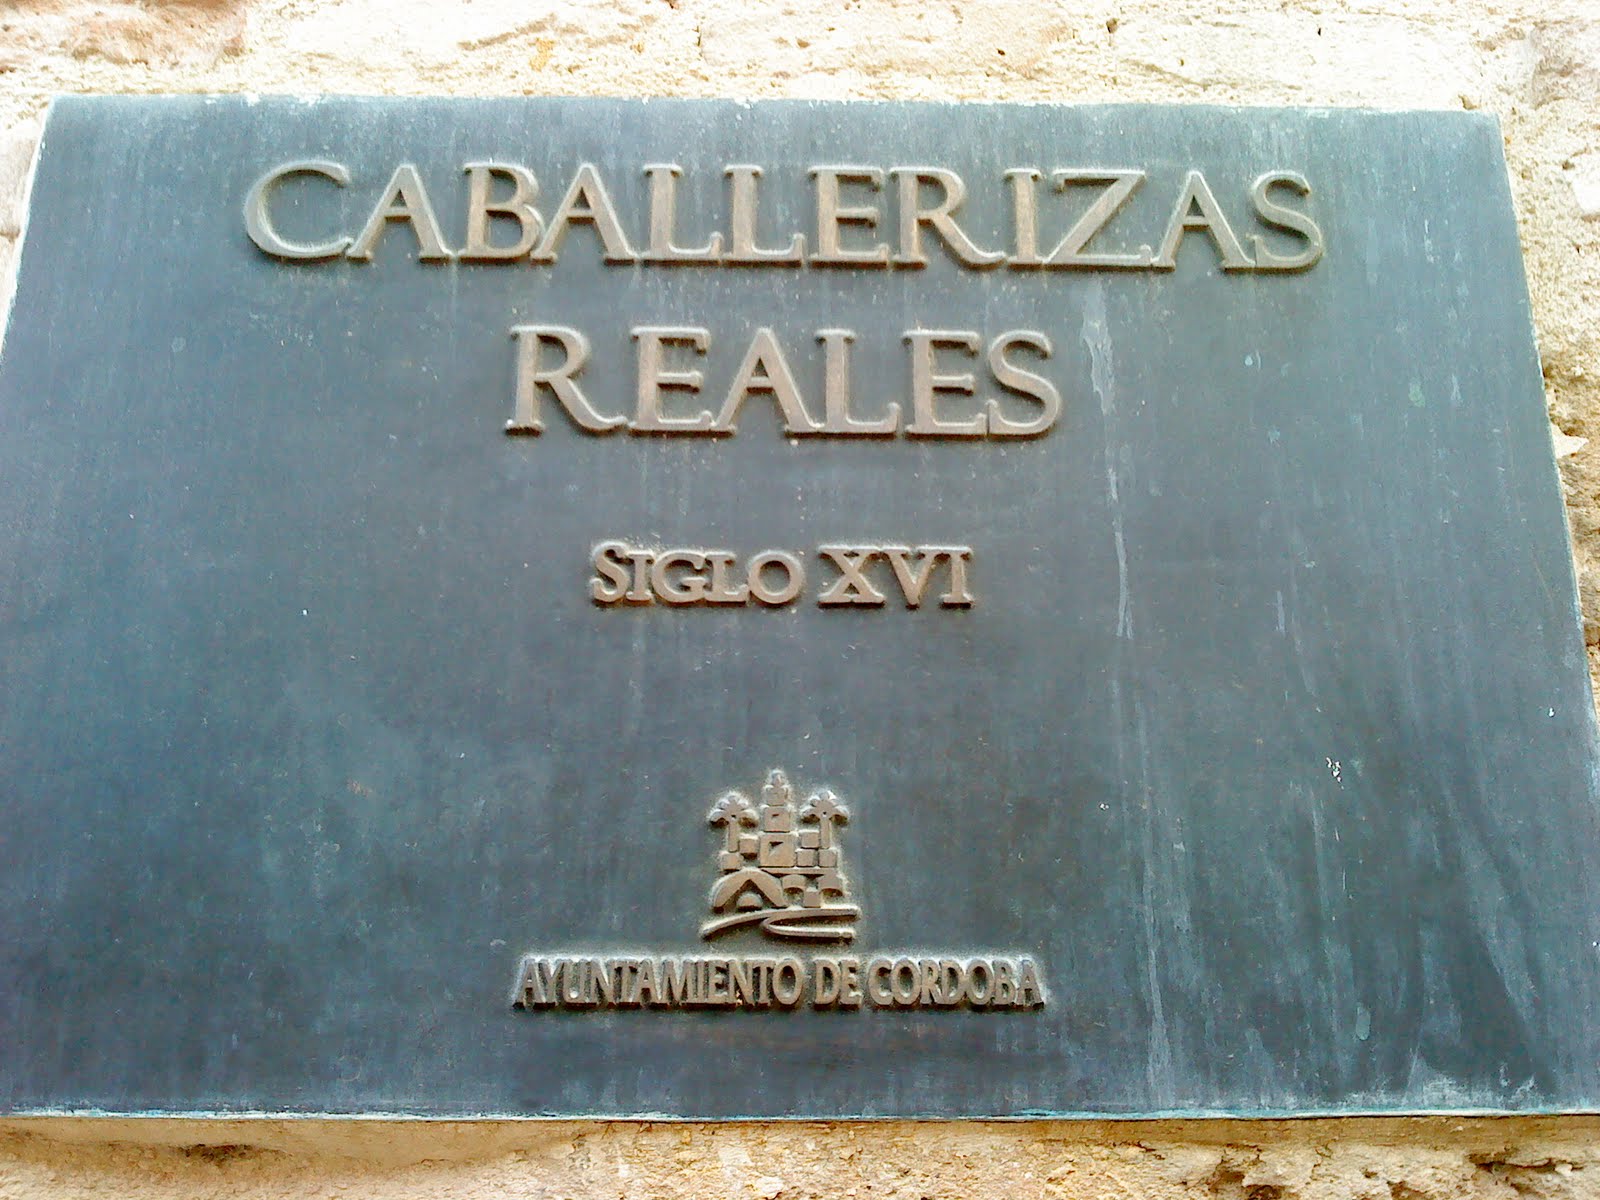 CABALLERIZAS
REALES
SIGLO XVI
AYUNTAMIENTO DE CORDOBA